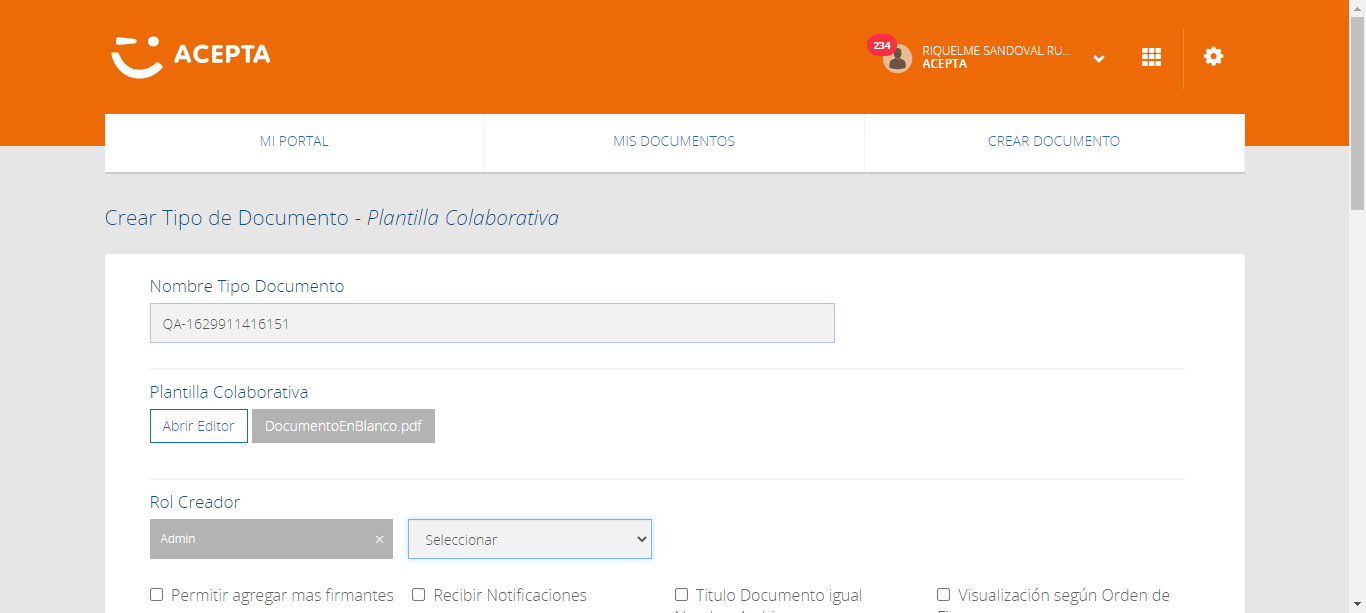 ACEPTA
234
RIQUELME SANDOVAL RU...
ACEPTA
MI PORTAL
MIS DOCUMENTOS
CREAR DOCUMENTO
Crear Tipo de Documento - Plantilla Colaborativa
Nombre Tipo Documento
QA-1629911416151
Plantilla Colaborativa
Abrir Editor
DocumentoEnBlanco.pdf
Rol Creador
Admin ×
Seleccionar
Permitir agregar mas firmantes
Recibir Notificaciones
Titulo Documento igual
Visualización según Orden de